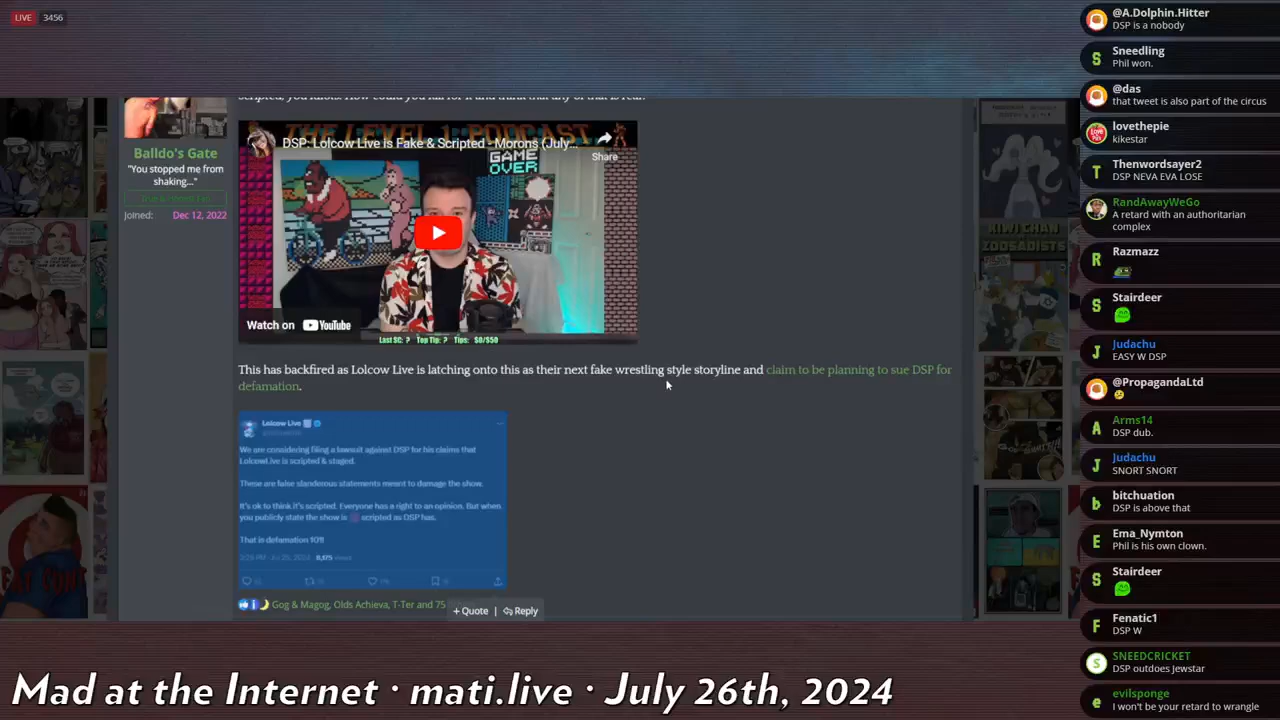 LIVE 3456
Balldo's Gate
"You stopped me from
shaking..."
Joined: Dec 12, 2022
THE LEVEL 1 PODCAST
DSP: Lolcow Live is Fake & Scripted - Morons (July...
Share
GAME
OVER
Watch on YouTube
Last SC: ? Top Tip: ? Tips: $0/$50
This has backfired as Lolcow Live is latching onto this as their next fake wrestling style storyline and claim to be planning to sue DSP for
defamation.
Lolcow Live
We are considering filing a lawsuit against DSP for his claims that
LolcowLive is scripted & staged.
These are false slanderous statements meant to damage the show.
It's ok to think it's scripted. Everyone has a right to an opinion. But when
you publicly state the show is scripted as DSP has.
That is defamation 101!
Gog & Magog, Olds Achieva, T-Ter and 75
+ Quote | Reply
KIWI CHAN
ZOOSADISTS
@A.Dolphin.Hitter
DSP is a nobody
Sneedling
Phil won.
@das
that tweet is also part of the circus
lovethepie
kikestar
Thenwordsayer2
DSP NEVA EVA LOSE
RandAwayWeGo
A retard with an authoritarian
complex
Razmazz
Stairdeer
Judachu
EASY W DSP
@PropagandaLtd
Arms14
DSP dub.
Judachu
SNORT SNORT
bitchuation
DSP is above that
Ema_Nymton
Phil is his own clown.
Stairdeer
Fenatic1
DSP W
SNEEDCRICKET
DSP outdoes jewstar
evilsponge
I won't be your retard to wrangle
Mad at the Internet · mati.live · July 26th, 2024